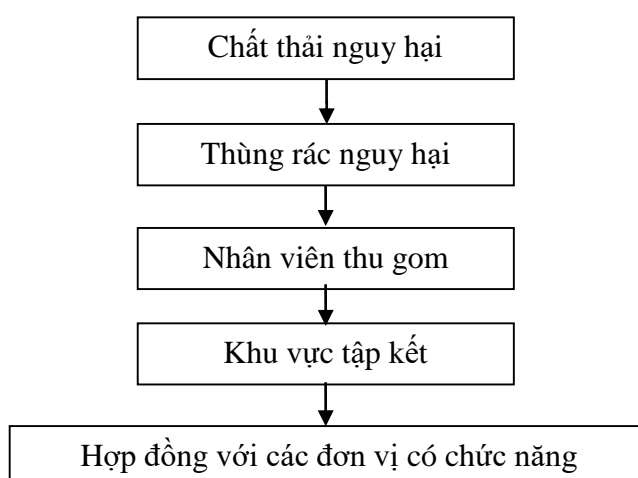 Chất thải nguy hại
Thùng rác nguy hại
Nhân viên thu gom
Khu vực tập kết
Hợp đồng với các đơn vị có chức năng